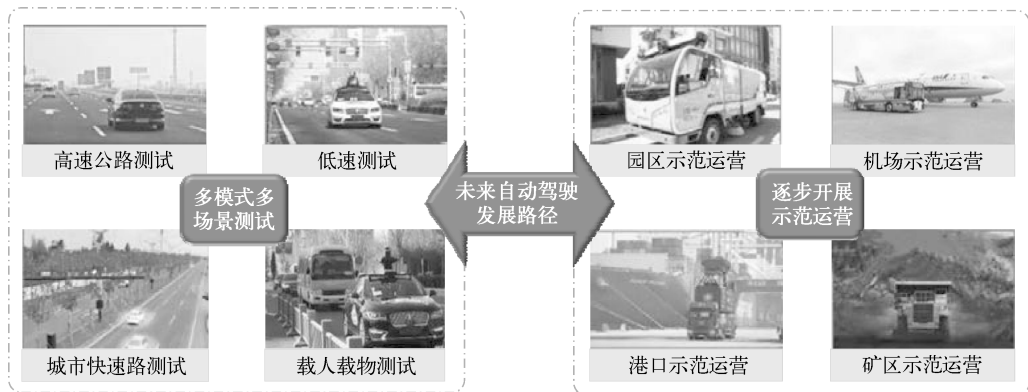 高速公路测试
低速测试
多模式多
场景测试
城市快速路测试
载人载物测试
未来自动驾驶
发展路径
园区示范运营
机场示范运营
逐步开展
示范运营
港口示范运营
矿区示范运营